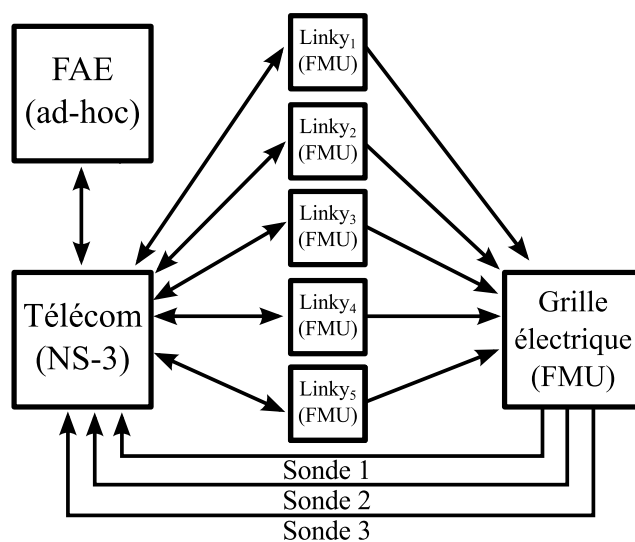 FAE
(ad-hoc)
Linky₁
(FMU)
Linky₂
(FMU)
Linky₃
(FMU)
Linky₄
(FMU)
Linky₅
(FMU)
Télécom
(NS-3)
Grille
électrique
(FMU)
Sonde 1
Sonde 2
Sonde 3